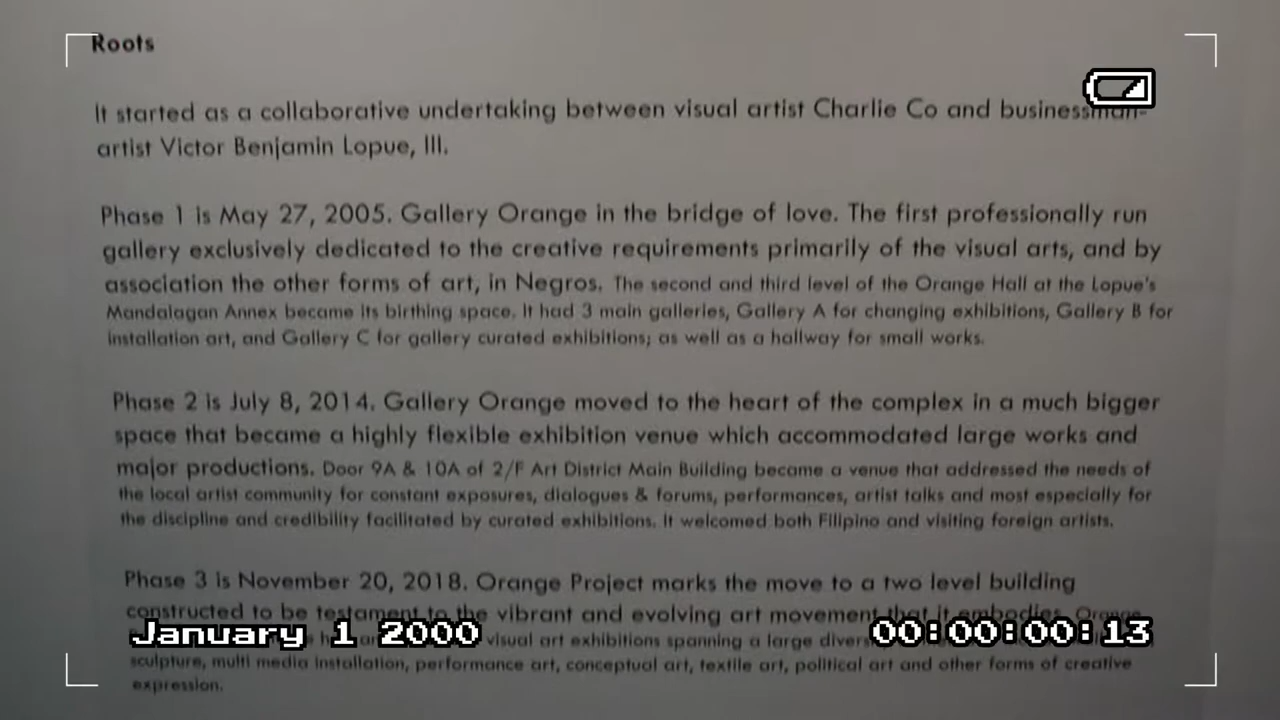 Roots
It started as a collaborative undertaking between visual artist Charlie Co and businessman-
artist Victor Benjamin Lopue, III.
Phase 1 is May 27, 2005. Gallery Orange in the bridge of love. The first professionally run
gallery exclusively dedicated to the creative requirements primarily of the visual arts, and by
association the other forms of art, in Negros. The second and third level of the Orange Hall at the Lopue's
Mandalagan Annex became its birthing space. It had 3 main galleries, Gallery A for changing exhibitions, Gallery B for
installation art, and Gallery C for gallery curated exhibitions; as well as a hallway for small works.
Phase 2 is July 8, 2014. Gallery Orange moved to the heart of the complex in a much bigger
space that became a highly flexible exhibition venue which accommodated large works and
major productions. Door 9A & 10A of 2/F Art District Main Building became a venue that addressed the needs of
the local artist community for constant exposures, dialogues & forums, performances, artist talks and most especially for
the discipline and credibility facilitated by curated exhibitions. It welcomed both Filipino and visiting foreign artists.
Phase 3 is November 20, 2018. Orange Project marks the move to a two level building
constructed to be testament to the vibrant and evolving art movement that it embodies. Orange
visual art exhibitions spanning a large
January 1 2000 00:00:00:13
sculpture, multi media installation, performance art, conceptual art, textile art, political art and other forms of creative
expression.